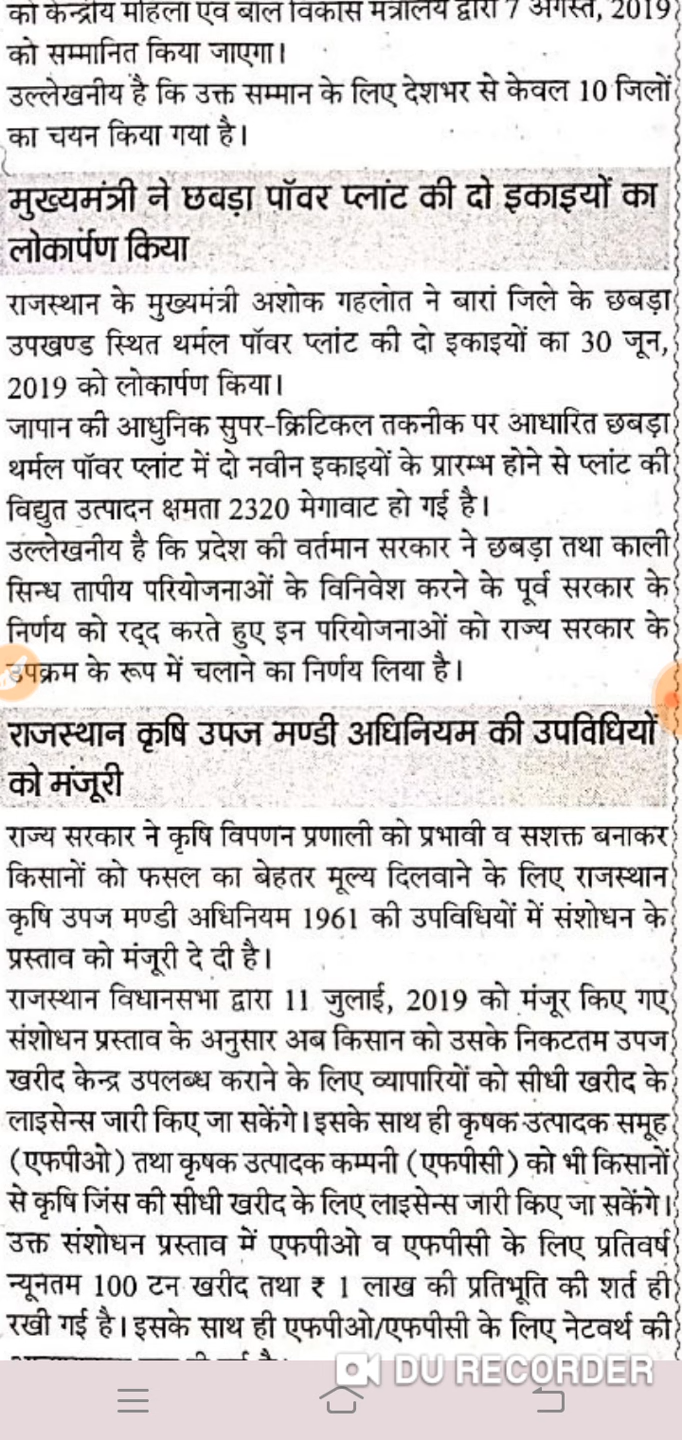 को केन्द्रीय महिला एवं बाल विकास मंत्रालय द्वारा 7 अगस्त, 2019
को सम्मानित किया जाएगा।
उल्लेखनीय है कि उक्त सम्मान के लिए देशभर से केवल 10 जिलों
का चयन किया गया है।
मुख्यमंत्री ने छबड़ा पॉवर प्लांट की दो इकाइयों का
लोकार्पण किया
राजस्थान के मुख्यमंत्री अशोक गहलोत ने बारां जिले के छबड़ा
उपखण्ड स्थित थर्मल पॉवर प्लांट की दो इकाइयों का 30 जून,
2019 को लोकार्पण किया।
जापान की आधुनिक सुपर-क्रिटिकल तकनीक पर आधारित छबड़ा
थर्मल पॉवर प्लांट में दो नवीन इकाइयों के प्रारम्भ होने से प्लांट की
विद्युत उत्पादन क्षमता 2320 मेगावाट हो गई है।
उल्लेखनीय है कि प्रदेश की वर्तमान सरकार ने छबड़ा तथा काली
सिन्ध तापीय परियोजनाओं के विनिवेश करने के पूर्व सरकार के
निर्णय को रद्द करते हुए इन परियोजनाओं को राज्य सरकार के
उपक्रम के रूप में चलाने का निर्णय लिया है।
राजस्थान कृषि उपज मण्डी अधिनियम की उपविधियों
को मंजूरी
राज्य सरकार ने कृषि विपणन प्रणाली को प्रभावी व सशक्त बनाकर
किसानों को फसल का बेहतर मूल्य दिलवाने के लिए राजस्थान
कृषि उपज मण्डी अधिनियम 1961 की उपविधियों में संशोधन के
प्रस्ताव को मंजूरी दे दी है।
राजस्थान विधानसभा द्वारा 11 जुलाई, 2019 को मंजूर किए गए
संशोधन प्रस्ताव के अनुसार अब किसान को उसके निकटतम उपज
खरीद केन्द्र उपलब्ध कराने के लिए व्यापारियों को सीधी खरीद के
लाइसेन्स जारी किए जा सकेंगे। इसके साथ ही कृषक उत्पादक समूह
(एफपीओ) तथा कृषक उत्पादक कम्पनी (एफपीसी) को भी किसानों
से कृषि जिंस की सीधी खरीद के लिए लाइसेन्स जारी किए जा सकेंगे।
उक्त संशोधन प्रस्ताव में एफपीओ व एफपीसी के लिए प्रतिवर्ष
न्यूनतम 100 टन खरीद तथा ₹ 1 लाख की प्रतिभूति की शर्त ही
रखी गई है। इसके साथ ही एफपीओ/एफपीसी के लिए नेटवर्थ की
DU RECORDER